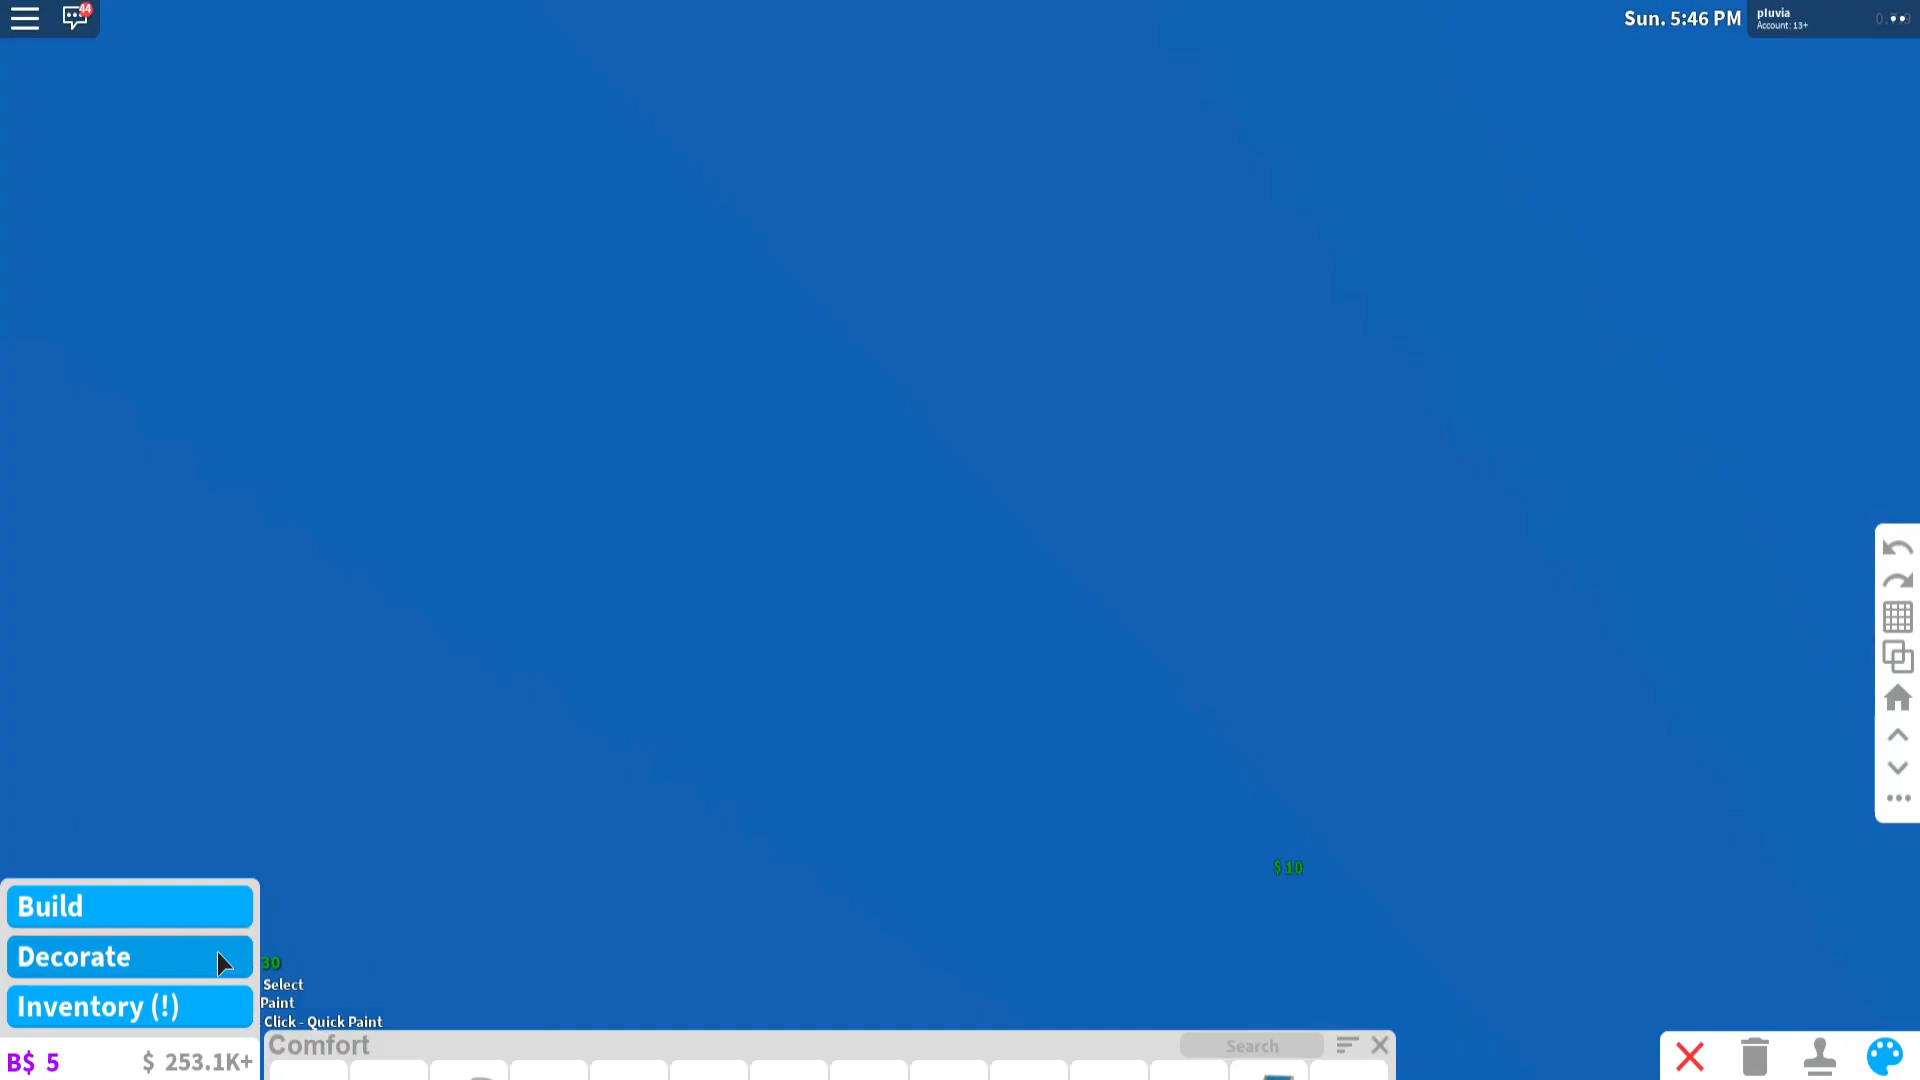 44
Sun. 5:46 PM
pluvia
Account: 13+
$ 10
Build
Decorate
Inventory (!)
30
Select
Paint
Click - Quick Paint
Comfort
Search
B$ 5
$ 253.1K+